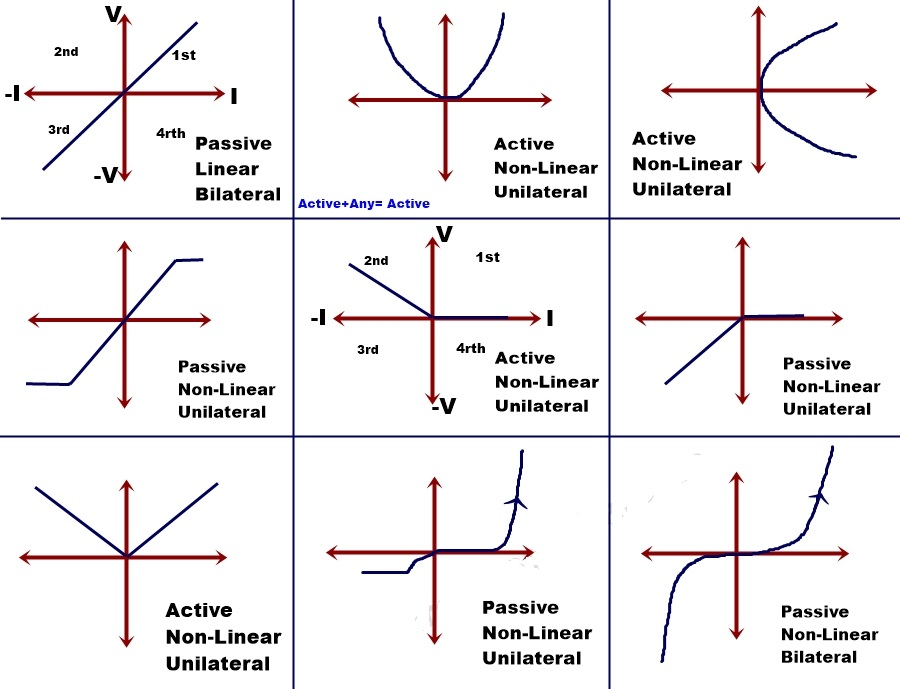 V
2nd
1st
-I
I
3rd
4rth
-V
Passive
Linear
Bilateral
Active
Non-Linear
Unilateral
Active+Any= Active
Active
Non-Linear
Unilateral
Passive
Non-Linear
Unilateral
V
2nd
1st
-I
I
3rd
4rth
-V
Active
Non-Linear
Unilateral
Passive
Non-Linear
Unilateral
Active
Non-Linear
Unilateral
Passive
Non-Linear
Unilateral
Passive
Non-Linear
Bilateral